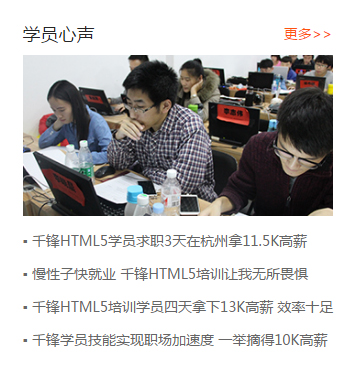 学员心声
更多>>
▪ 千锋HTML5学员求职3天在杭州拿11.5K高薪
▪ 慢性子快就业 千锋HTML5培训让我无所畏惧
▪ 千锋HTML5培训学员四天拿下13K高薪 效率十足
▪ 千锋学员技能实现职场加速度 一举摘得10K高薪